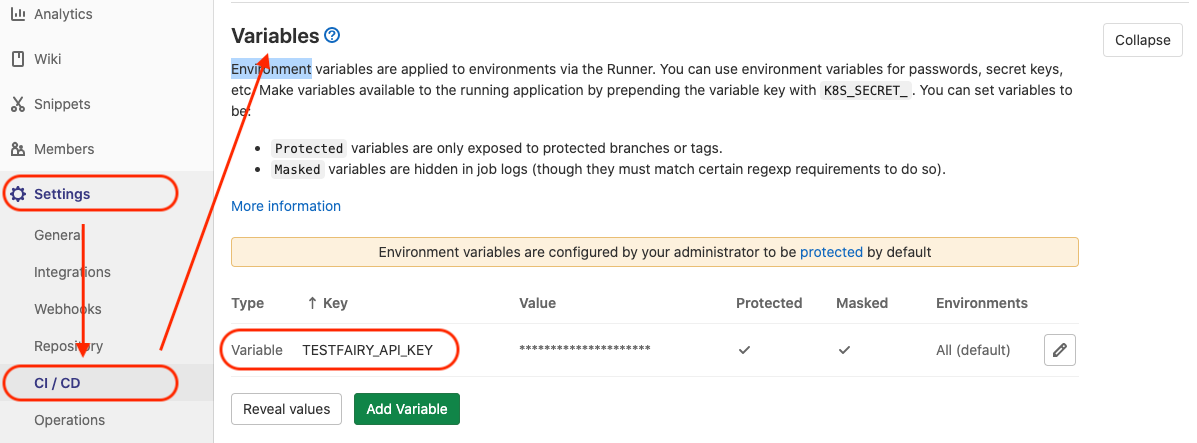 Analytics
Wiki
Snippets
Members
Settings
General
Integrations
Webhooks
Repository
CI / CD
Operations
Variables ?
Collapse
Environment variables are applied to environments via the Runner. You can use environment variables for passwords, secret keys,
etc. Make variables available to the running application by prepending the variable key with K8S_SECRET_ . You can set variables to
be:
• Protected variables are only exposed to protected branches or tags.
• Masked variables are hidden in job logs (though they must match certain regexp requirements to do so).
More information
Environment variables are configured by your administrator to be protected by default
Type ↑ Key Value Protected Masked Environments
Variable TESTFAIRY_API_KEY ********************* ✓ ✓ All (default)
Reveal values Add Variable